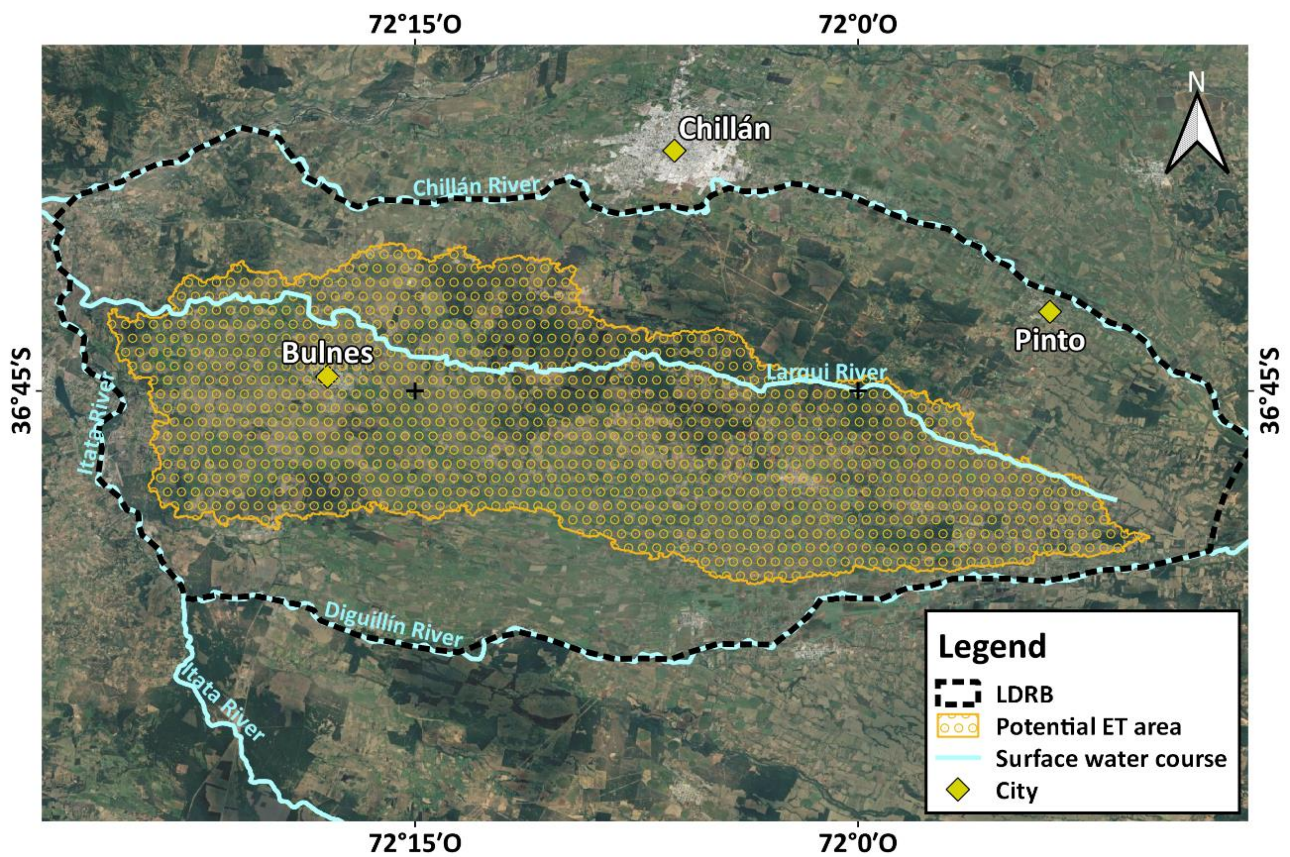 72°15'O
72°0'O
N
Chillán
Chillán River
Pinto
Bulnes
Larqui River
36°45'S
36°45'S
Itata River
Diguillín River
Itata River
Legend
LDRB
Potential ET area
Surface water course
City
72°15'O
72°0'O